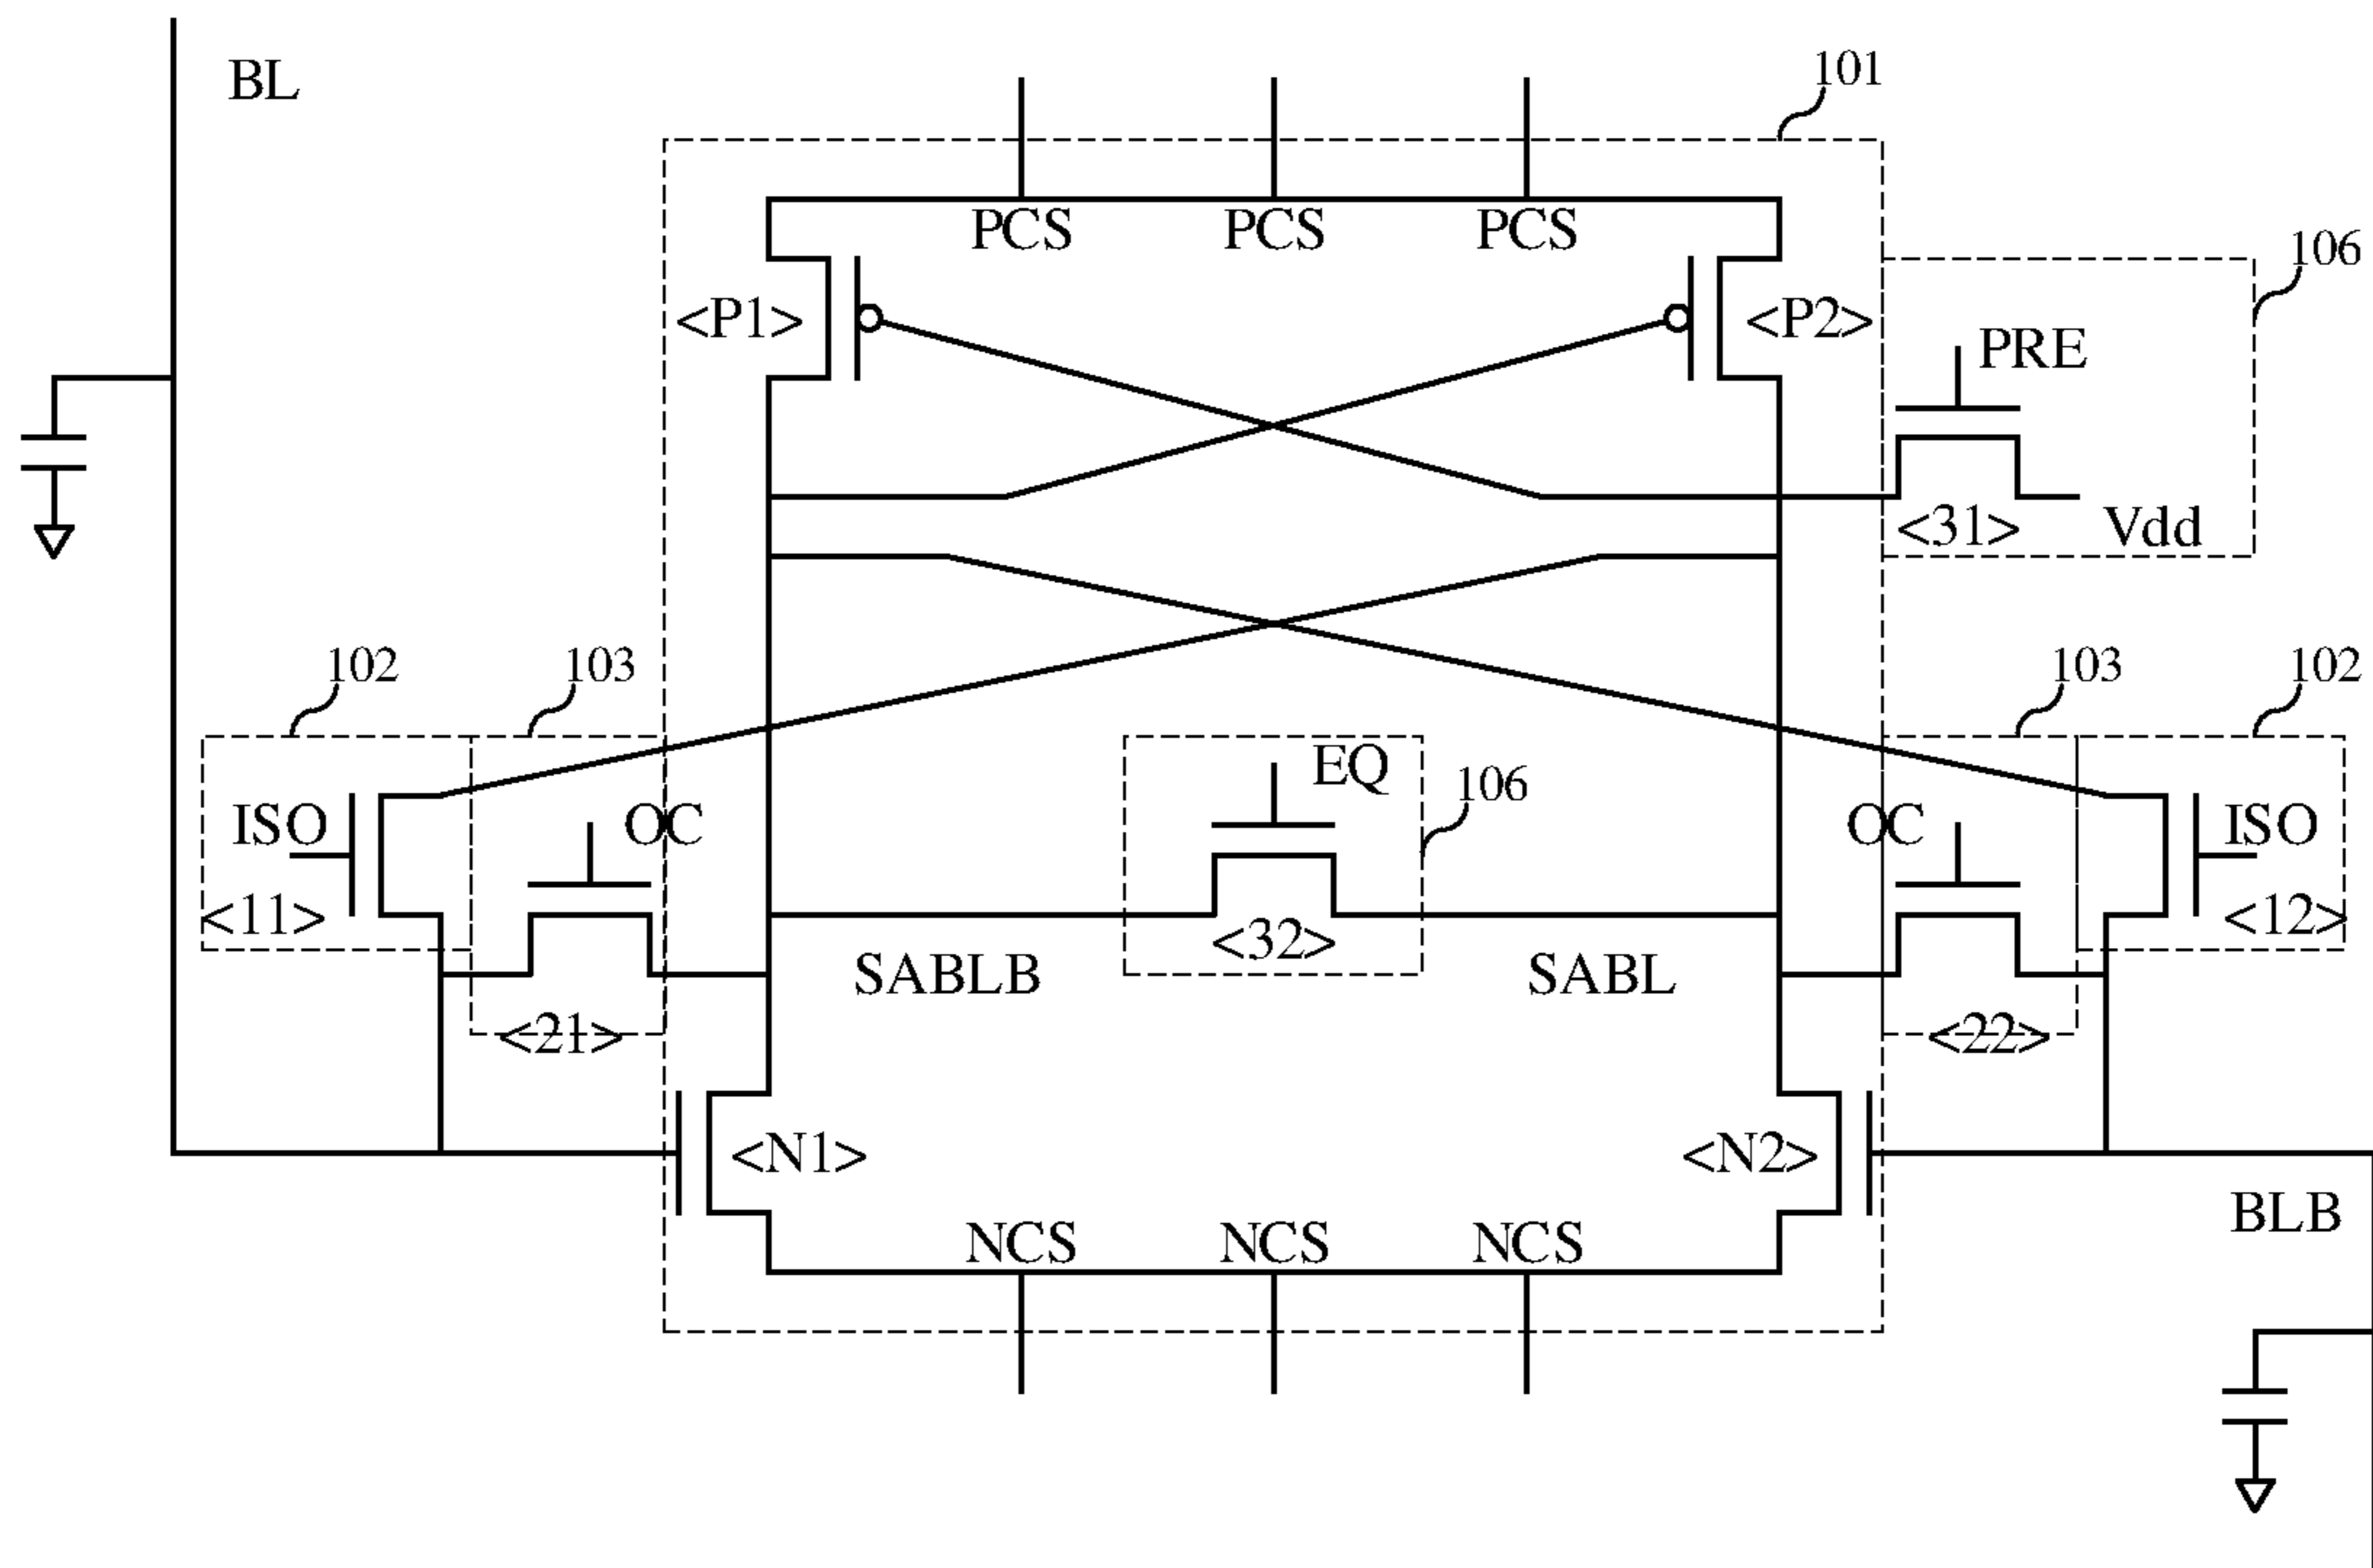 BL
101
PCS PCS PCS
106
<P1> <P2>
PRE
<31> Vdd
102 103 103 102
EQ 106
ISO OC OC ISO
<11> <32> <12>
SABLB SABL
<21> <22>
<N1> <N2>
BLB
NCS NCS NCS